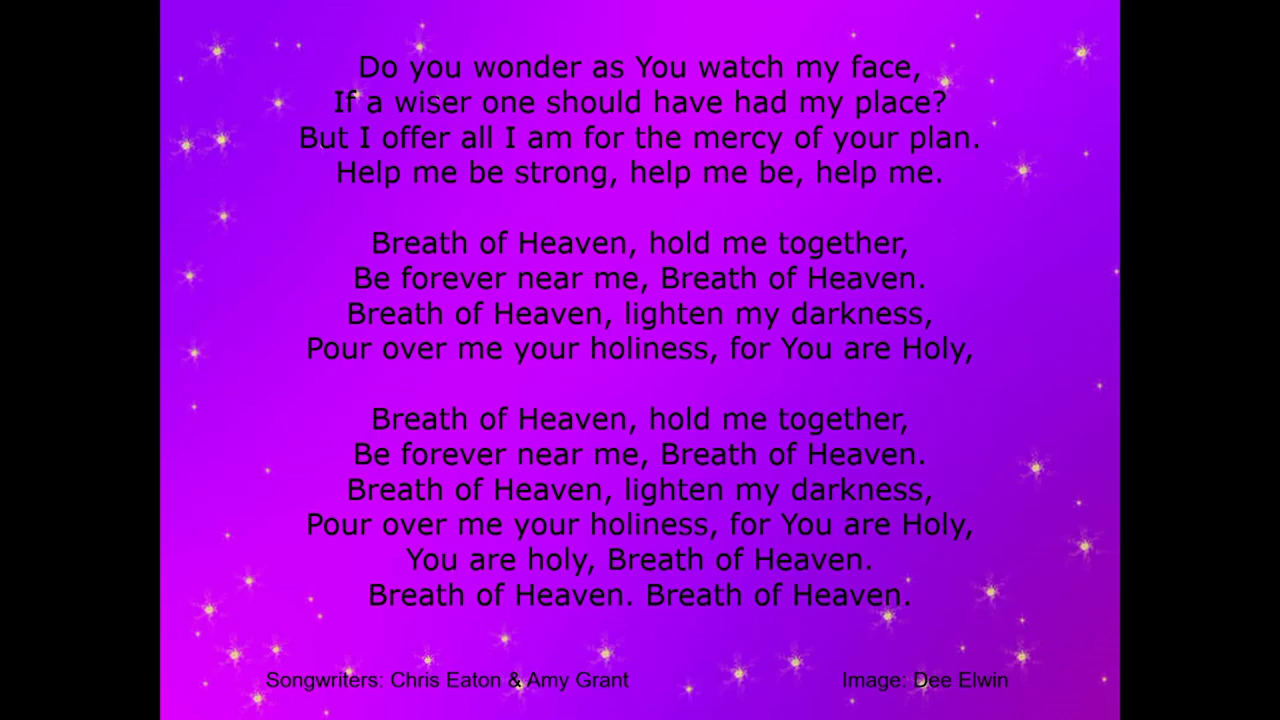 Do you wonder as You watch my face,
If a wiser one should have had my place?
But I offer all I am for the mercy of your plan.
Help me be strong, help me be, help me.

Breath of Heaven, hold me together,
Be forever near me, Breath of Heaven.
Breath of Heaven, lighten my darkness,
Pour over me your holiness, for You are Holy,

Breath of Heaven, hold me together,
Be forever near me, Breath of Heaven.
Breath of Heaven, lighten my darkness,
Pour over me your holiness, for You are Holy,
You are holy, Breath of Heaven.
Breath of Heaven. Breath of Heaven.

Songwriters: Chris Eaton & Amy Grant
Image: Dee Elwin